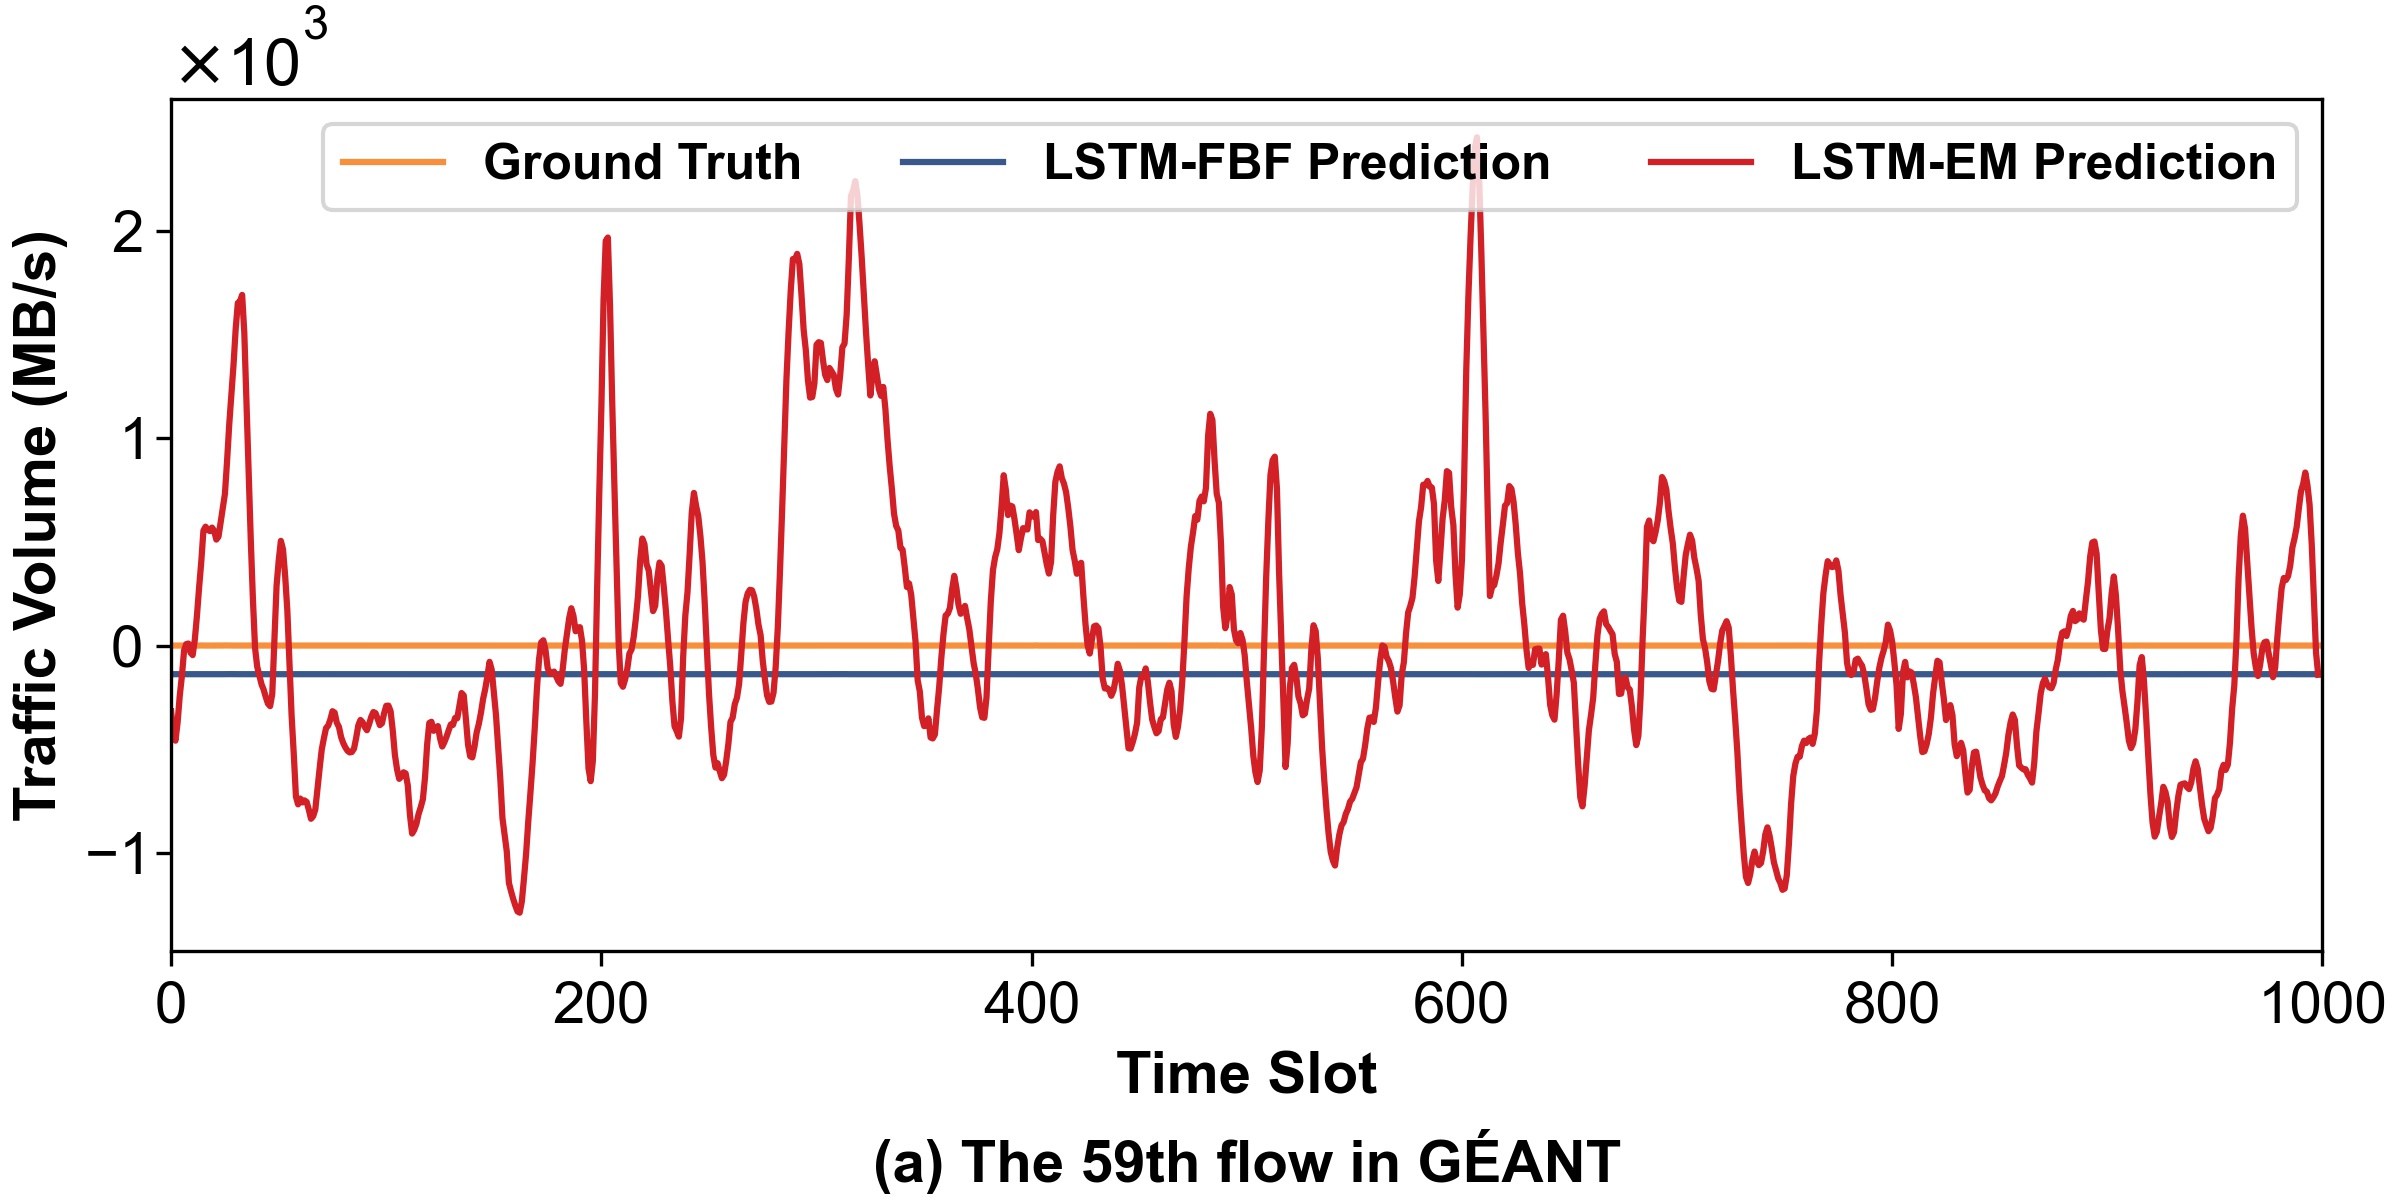 ×10³
Ground Truth LSTM-FBF Prediction LSTM-EM Prediction
Traffic Volume (MB/s)
2
1
0
−1
0 200 400 600 800 1000
Time Slot
(a) The 59th flow in GÉANT